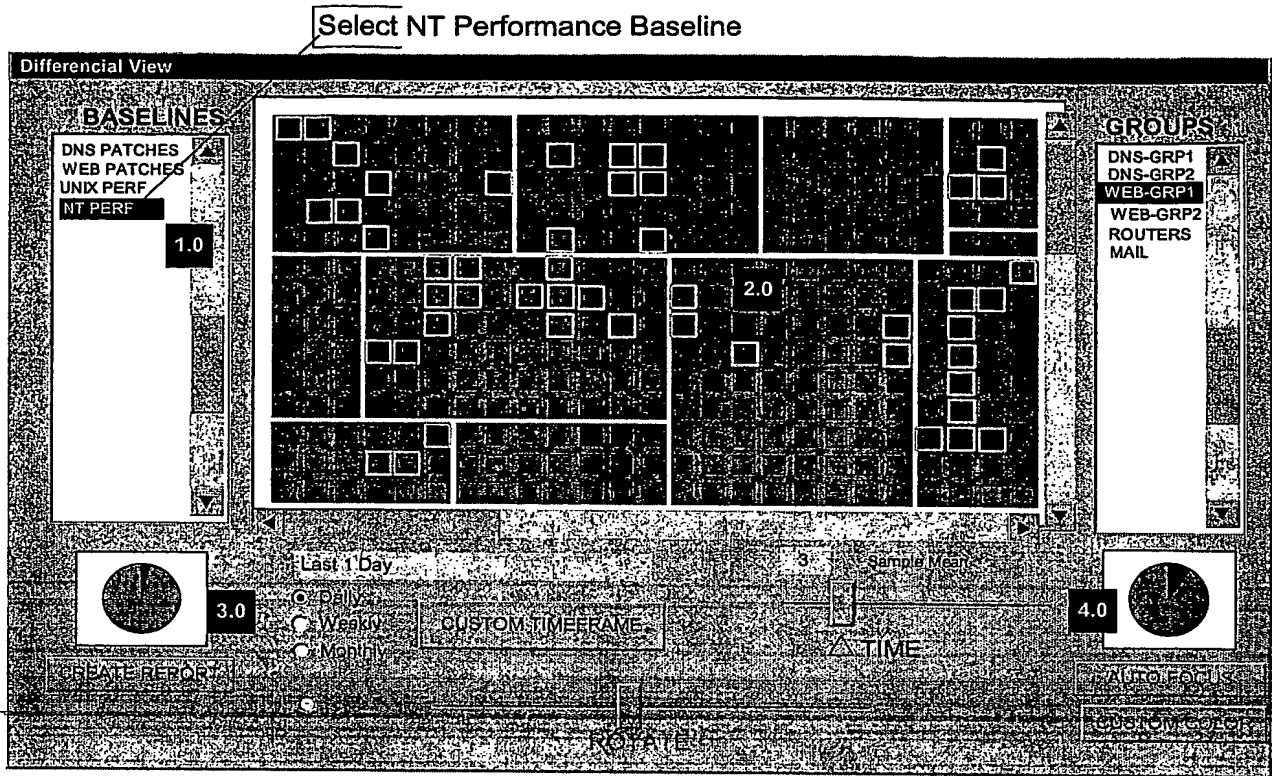 Select NT Performance Baseline
Differencial View
BASELINES
DNS PATCHES
WEB PATCHES
UNIX PERF
NT PERF
1.0
2.0
GROUPS
DNS-GRP1
DNS-GRP2
WEB-GRP1
WEB-GRP2
ROUTERS
MAIL
3.0
CREATE REPORT
Last 1 Day
Daily
Weekly
Monthly
CUSTOM TIMEFRAME
3
Sample Mean
△ TIME
4.0
AUTO FOCUS
CUSTOM COLOR
ROTATE